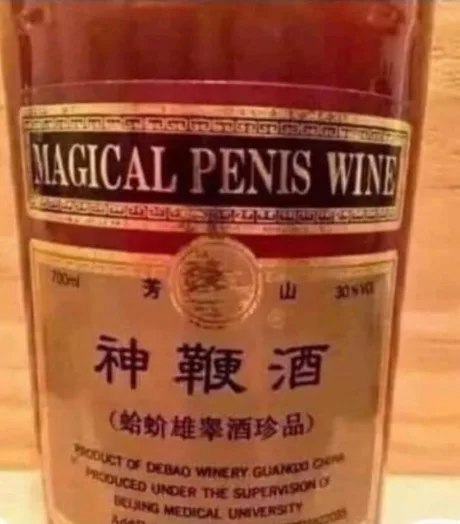 MAGICAL PENIS WINE
700ml 芳 山 30%VOL
神鞭酒
(蛤蚧雄睾酒珍品)
PRODUCT OF DEBAO WINERY GUANGXI CHINA
PRODUCED UNDER THE SUPERVISION OF
BEIJING MEDICAL UNIVERSITY